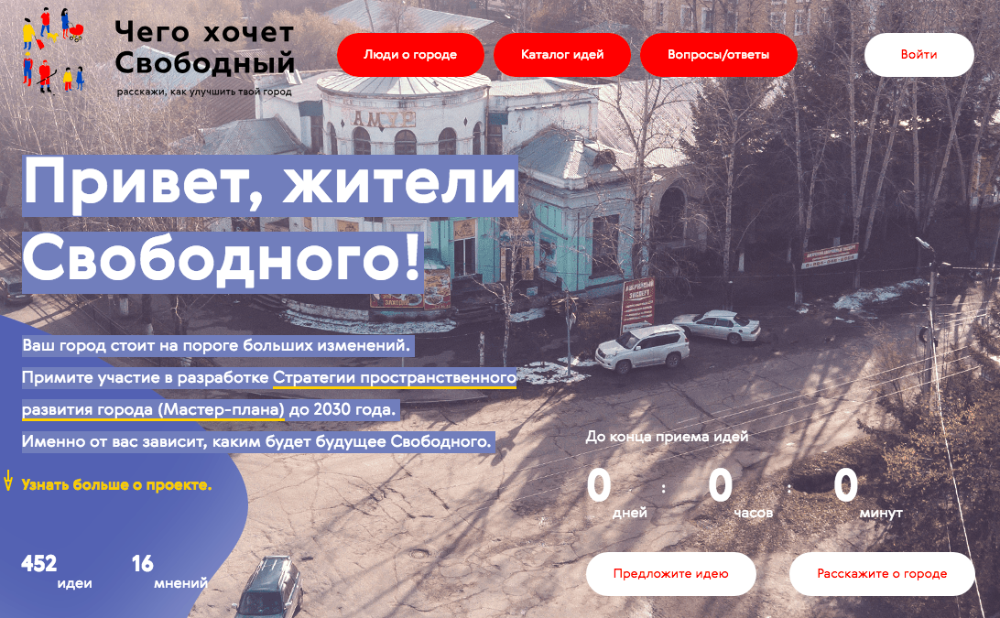 Чего хочет
Свободный
расскажи, как улучшить твой город
Люди о городе
Каталог идей
Вопросы/ответы
Войти
АМУР
Привет, жители
Свободного!
АВАРИЙНЫЙ
ЭКСПЕРТ
Ваш город стоит на пороге больших изменений.
Примите участие в разработке Стратегии пространственного
развития города (Мастер-плана) до 2030 года.
Именно от вас зависит, каким будет будущее Свободного.
Узнать больше о проекте.
452 идеи
16 мнений
До конца приема идей
0 дней : 0 часов : 0 минут
Предложите идею
Расскажите о городе